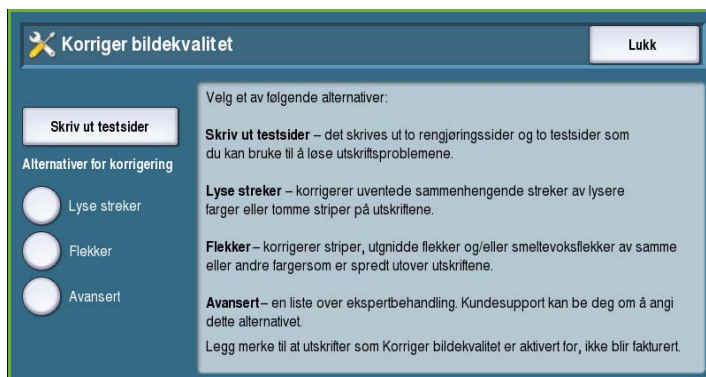 Korriger bildekvalitet
Lukk
Skriv ut testsider
Alternativer for korrigering
Lyse streker
Flekker
Avansert
Velg et av følgende alternativer:
Skriv ut testsider – det skrives ut to rengjøringssider og to testsider som
du kan bruke til å løse utskriftsproblemene.
Lyse streker – korrigerer uventede sammenhengende streker av lysere
farger eller tomme striper på utskriftene.
Flekker – korrigerer striper, utgnidde flekker og/eller smeltevoksflekker av samme
eller andre fargersom er spredt utover utskriftene.
Avansert– en liste over ekspertbehandling. Kundesupport kan be deg om å angi
dette alternativet.
Legg merke til at utskrifter som Korriger bildekvalitet er aktivert for, ikke blir fakturert.